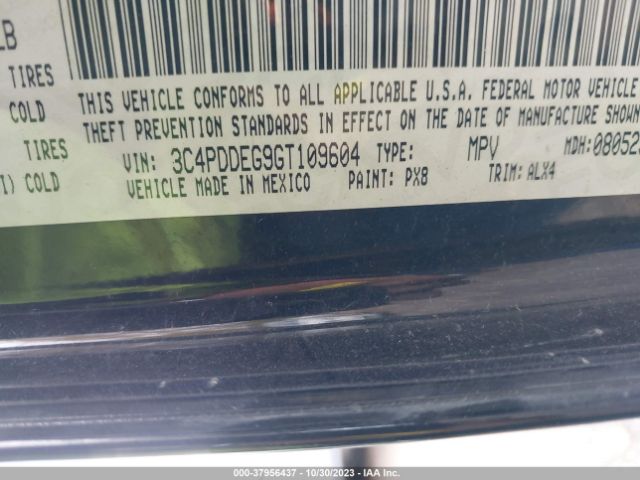 LB
TIRES
COLD
TIRES
COLD
THIS VEHICLE CONFORMS TO ALL APPLICABLE U.S.A. FEDERAL MOTOR VEHICLE
THEFT PREVENTION STANDARDS IN EFFECT ON THE DATE OF MANUFACTURE SHOWN
VIN: 3C4PDDEG9GT109604 TYPE: MPV MDH:08052
VEHICLE MADE IN MEXICO PAINT: PX8 TRIM: ALX4
000-37956437 - 10/30/2023 - IAA Inc.